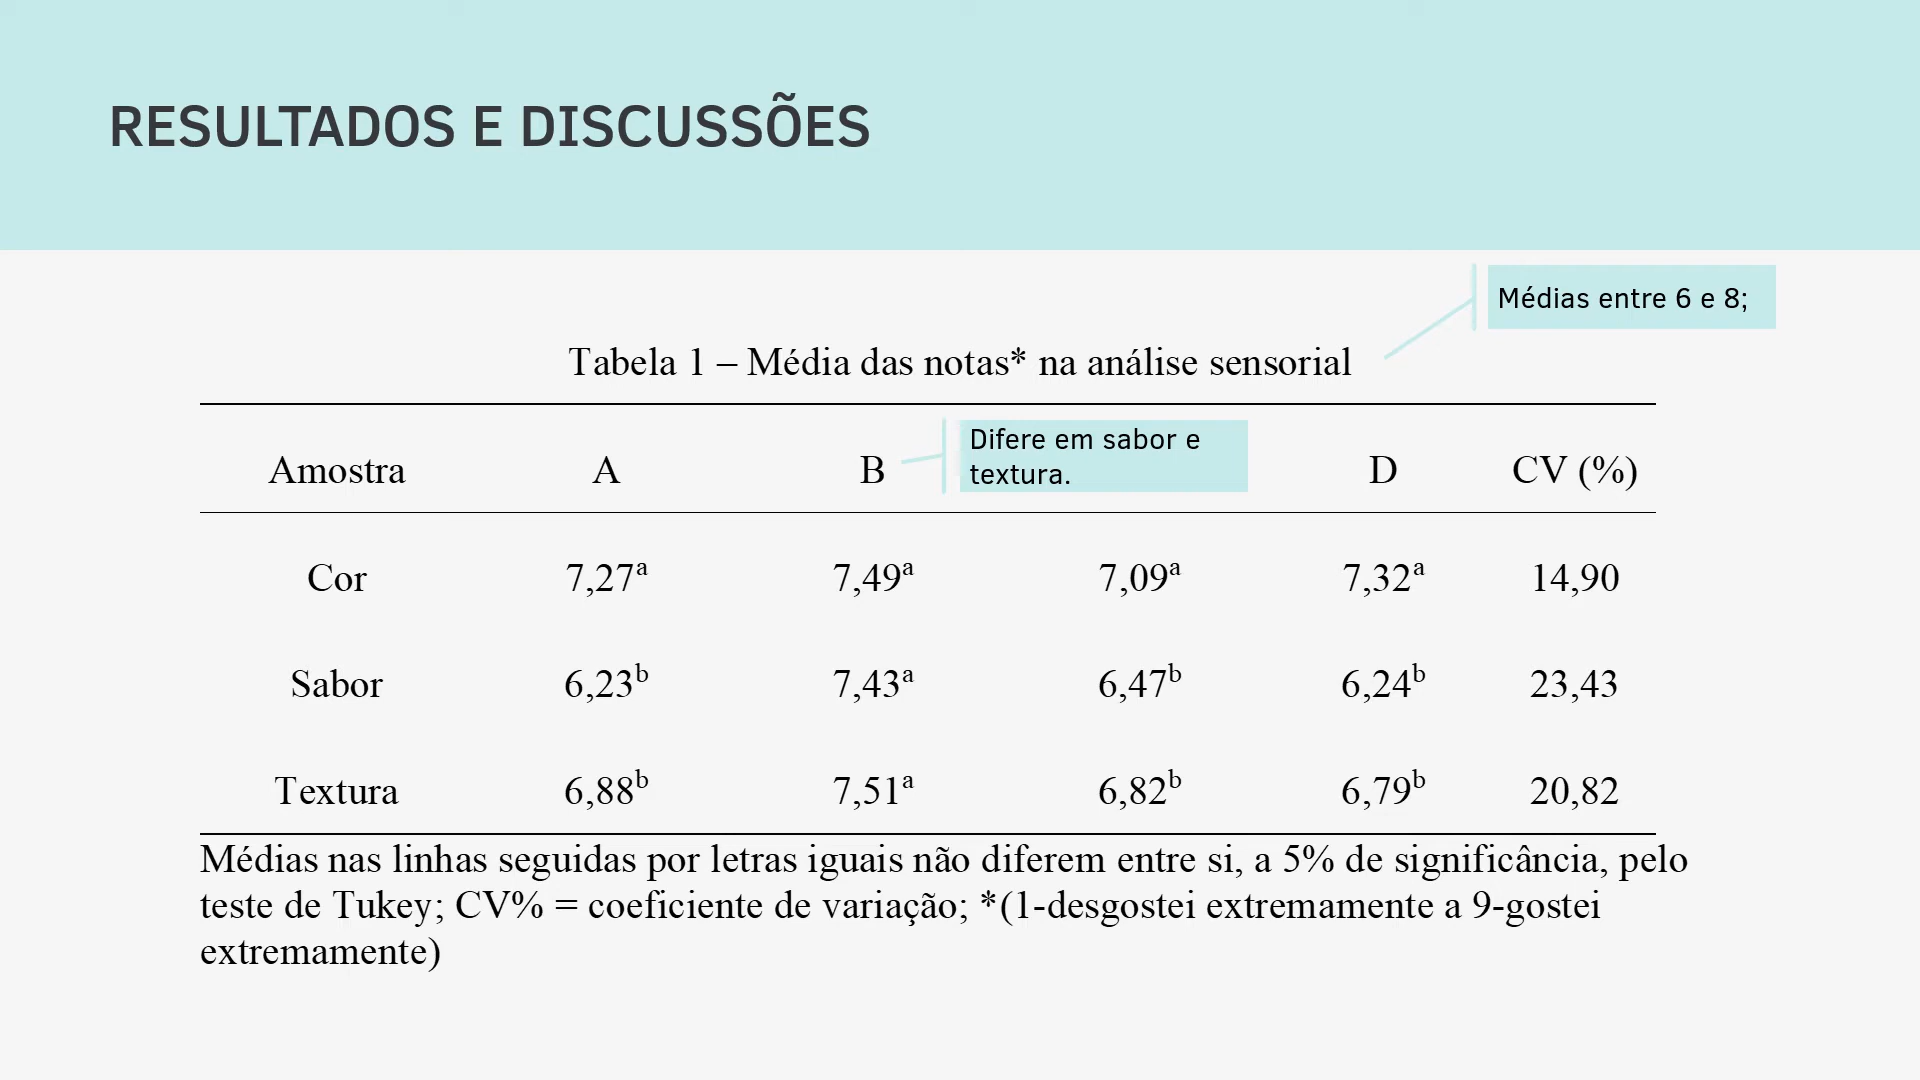 RESULTADOS E DISCUSSÕES
Médias entre 6 e 8;
Tabela 1 – Média das notas* na análise sensorial
Difere em sabor e
textura.
Amostra A B D CV (%)
Cor 7,27ᵃ 7,49ᵃ 7,09ᵃ 7,32ᵃ 14,90
Sabor 6,23ᵇ 7,43ᵃ 6,47ᵇ 6,24ᵇ 23,43
Textura 6,88ᵇ 7,51ᵃ 6,82ᵇ 6,79ᵇ 20,82
Médias nas linhas seguidas por letras iguais não diferem entre si, a 5% de significância, pelo
teste de Tukey; CV% = coeficiente de variação; *(1-desgostei extremamente a 9-gostei
extremamente)